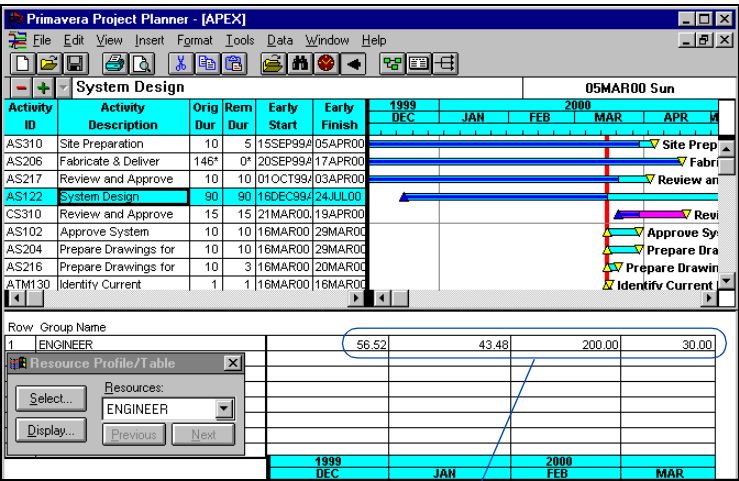 Primavera Project Planner - [APEX]
File Edit View Insert Format Tools Data Window Help
System Design 05MAR00 Sun
Activity Activity Orig Rem Early Early 1999 2000
ID Description Dur Dur Start Finish DEC JAN FEB MAR APR
AS310 Site Preparation 10 5 15SEP99A 05APR00 Site Prep
AS206 Fabricate & Deliver 146* 0* 20SEP99A 17APR00 Fabri
AS217 Review and Approve 10 10 01OCT99A 03APR00 Review an
AS122 System Design 90 90 16DEC99A 24JUL00
CS310 Review and Approve 15 15 21MAR00 19APR00 Revi
AS102 Approve System 10 10 16MAR00 29MAR00 Approve Sy
AS204 Prepare Drawings for 10 10 16MAR00 29MAR00 Prepare Dra
AS216 Prepare Drawings for 10 3 16MAR00 20MAR00 Prepare Drawin
ATM130 Identify Current 1 1 16MAR00 16MAR00 Identify Current
Row Group Name
1 ENGINEER 56.52 43.48 200.00 30.00
Resource Profile/Table
Select... Resources:
ENGINEER
Display... Previous Next
1999 2000
DEC JAN FEB MAR